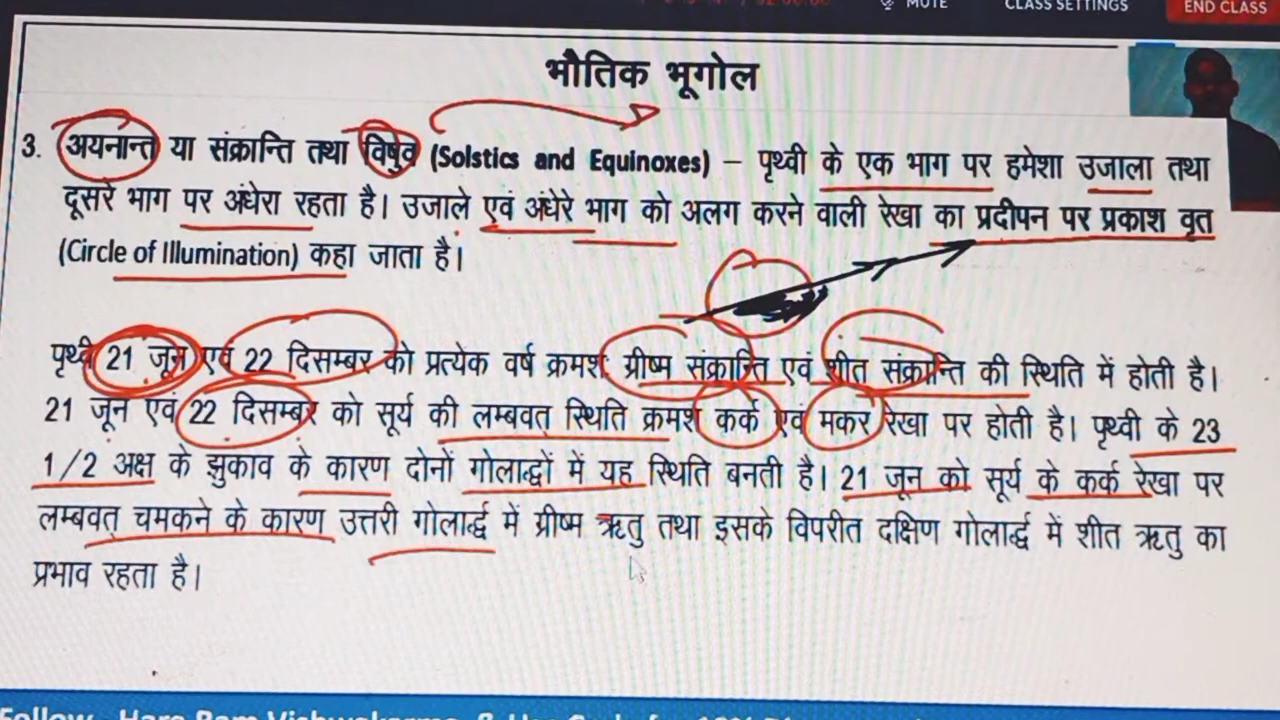 MUTE
CLASS SETTINGS
END CLASS
भौतिक भूगोल
3. अयनान्त या संक्रान्ति तथा विषुव (Solstics and Equinoxes) – पृथ्वी के एक भाग पर हमेशा उजाला तथा
दूसरे भाग पर अंधेरा रहता है। उजाले एवं अंधेरे भाग को अलग करने वाली रेखा का प्रदीपन पर प्रकाश वृत
(Circle of Illumination) कहा जाता है।
पृथ्वी 21 जून एवं 22 दिसम्बर को प्रत्येक वर्ष क्रमशः ग्रीष्म संक्रान्ति एवं शीत संक्रान्ति की स्थिति में होती है।
21 जून एवं 22 दिसम्बर को सूर्य की लम्बवत् स्थिति क्रमश कर्क एवं मकर रेखा पर होती है। पृथ्वी के 23
1/2 अक्ष के झुकाव के कारण दोनों गोलार्द्धों में यह स्थिति बनती है। 21 जून को सूर्य के कर्क रेखा पर
लम्बवत् चमकने के कारण उत्तरी गोलार्द्ध में ग्रीष्म ऋतु तथा इसके विपरीत दक्षिण गोलार्द्ध में शीत ऋतु का
प्रभाव रहता है।